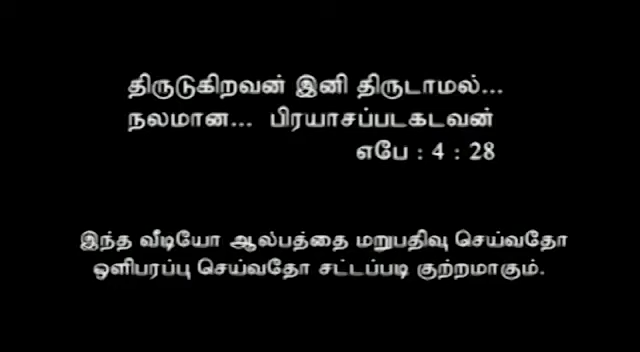 திருடுகிறவன் இனி திருடாமல்...
நலமான... பிரயாசப்படகடவன்
எபே : 4 : 28
இந்த வீடியோ ஆல்பத்தை மறுபதிவு செய்வதோ
ஒளிபரப்பு செய்வதோ சட்டப்படி குற்றமாகும்.